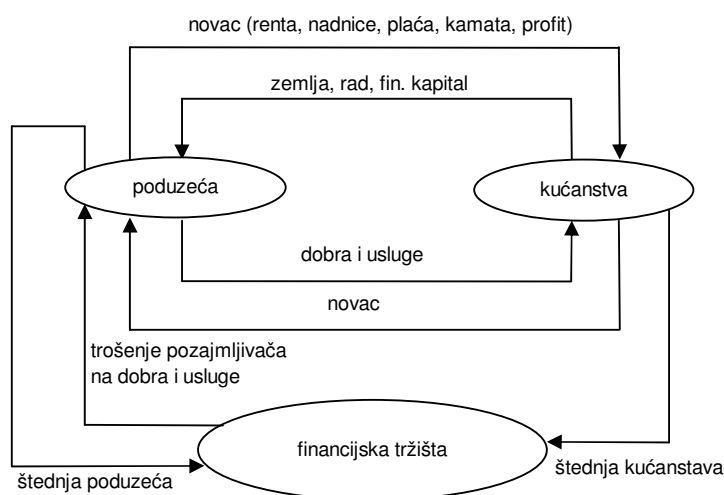 novac (renta, nadnice, plaća, kamata, profit)
zemlja, rad, fin. kapital
poduzeća
kućanstva
dobra i usluge
novac
trošenje pozajmljivača
na dobra i usluge
financijska tržišta
štednja poduzeća
štednja kućanstava